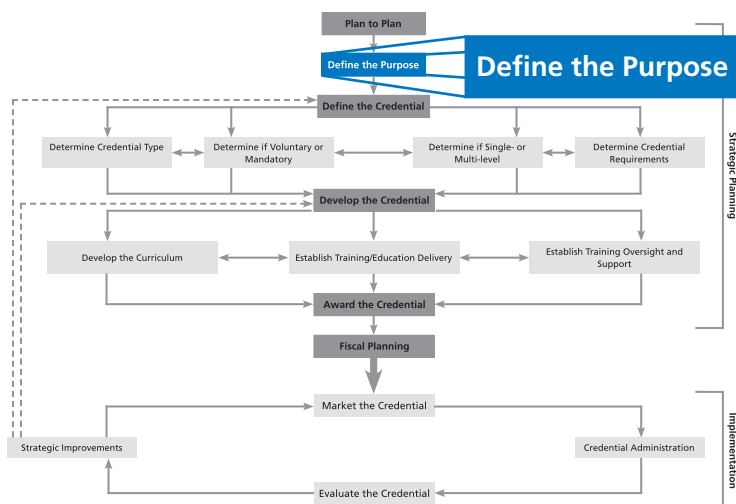 Plan to Plan
Define the Purpose
Define the Purpose
Define the Credential
Determine Credential Type
Determine if Voluntary or
Mandatory
Determine if Single- or
Multi-level
Determine Credential
Requirements
Strategic Planning
Develop the Credential
Develop the Curriculum
Establish Training/Education Delivery
Establish Training Oversight and
Support
Award the Credential
Fiscal Planning
Market the Credential
Strategic Improvements
Credential Administration
Implementation
Evaluate the Credential